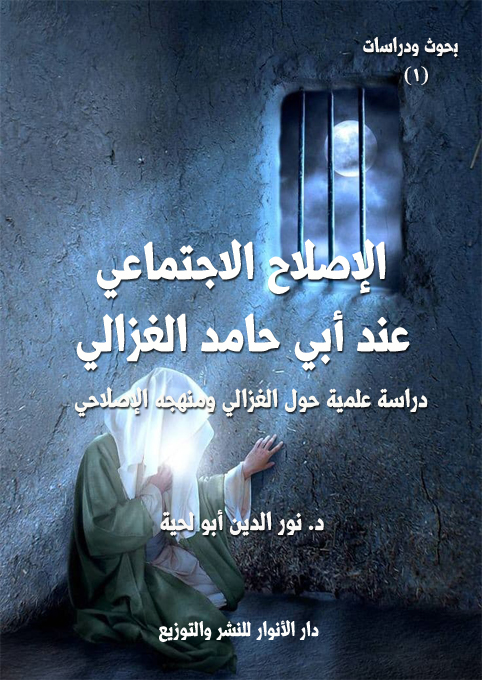 بحوث ودراسات
(١)
الإصلاح الاجتماعي
عند أبي حامد الغزالي
دراسة علمية حول الغزالي ومنهجه الإصلاحي
د. نور الدين أبو لحية
دار الأنوار للنشر والتوزيع